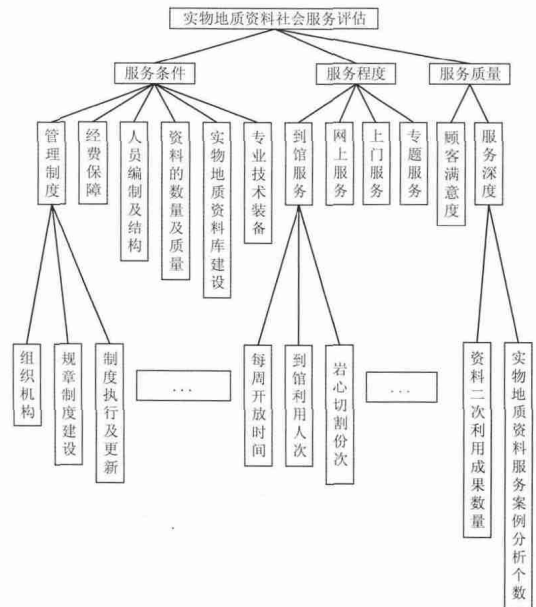 实物地质资料社会服务评估
服务条件
服务程度
服务质量
管理制度
经费保障
人员编制及结构
资料的数量及质量
实物地质资料库建设
专业技术装备
到馆服务
网上服务
上门服务
专题服务
顾客满意度
服务深度
组织机构
规章制度建设
制度执行及更新
...
每周开放时间
到馆利用人次
岩心切割份次
...
资料二次利用成果数量
实物地质资料服务案例分析个数